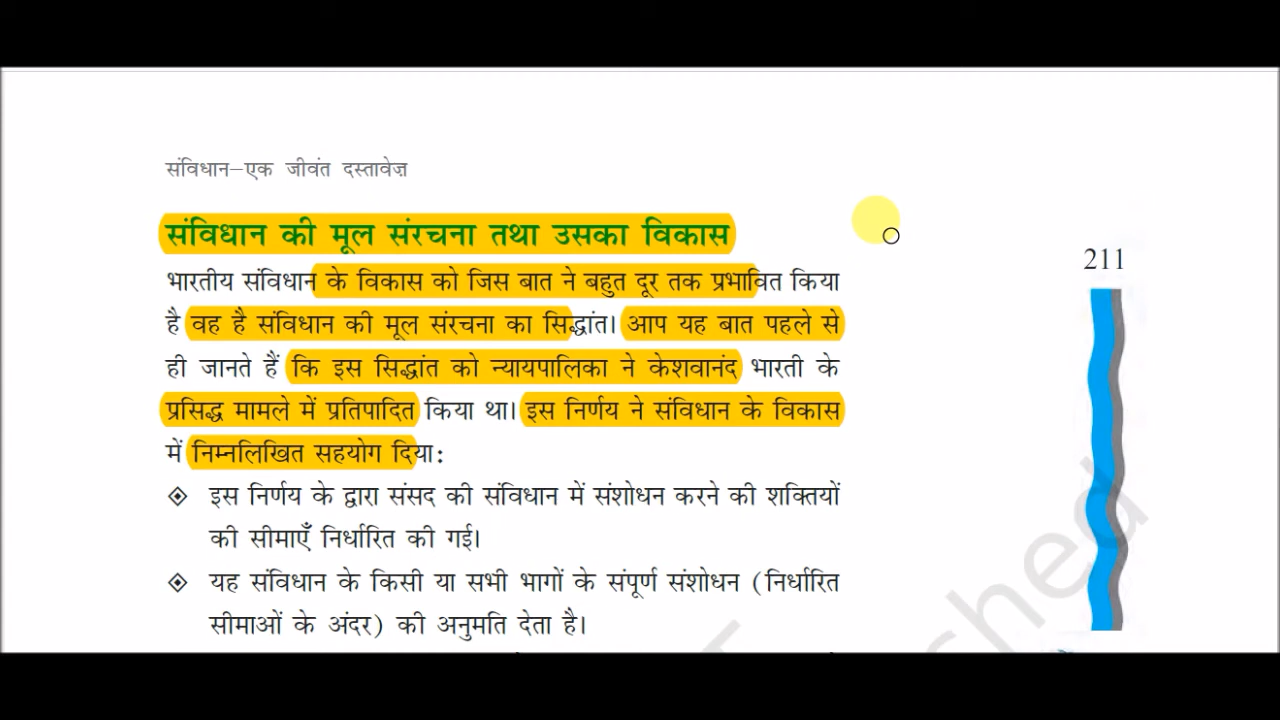 संविधान–एक जीवंत दस्तावेज़
संविधान की मूल संरचना तथा उसका विकास
211
भारतीय संविधान के विकास को जिस बात ने बहुत दूर तक प्रभावित किया
है वह है संविधान की मूल संरचना का सिद्धांत। आप यह बात पहले से
ही जानते हैं कि इस सिद्धांत को न्यायपालिका ने केशवानंद भारती के
प्रसिद्ध मामले में प्रतिपादित किया था। इस निर्णय ने संविधान के विकास
में निम्नलिखित सहयोग दिया:
इस निर्णय के द्वारा संसद की संविधान में संशोधन करने की शक्तियों
की सीमाएँ निर्धारित की गई।
यह संविधान के किसी या सभी भागों के संपूर्ण संशोधन (निर्धारित
सीमाओं के अंदर) की अनुमति देता है।
shed